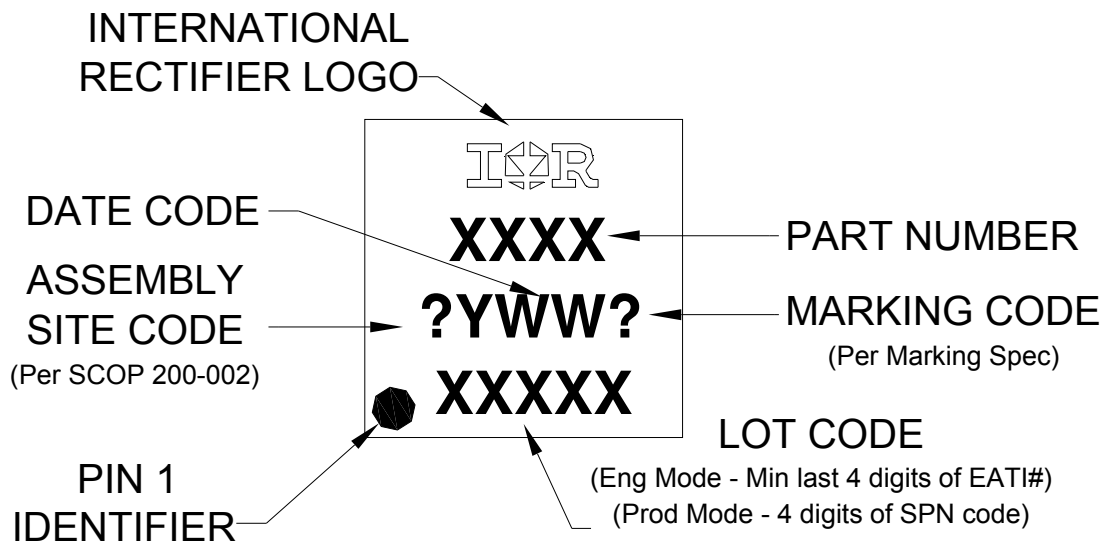 INTERNATIONAL
RECTIFIER LOGO
IOR
DATE CODE
XXXX
PART NUMBER
ASSEMBLY
SITE CODE
(Per SCOP 200-002)
?YWW?
MARKING CODE
(Per Marking Spec)
XXXXX
LOT CODE
(Eng Mode - Min last 4 digits of EATI#)
(Prod Mode - 4 digits of SPN code)
PIN 1
IDENTIFIER